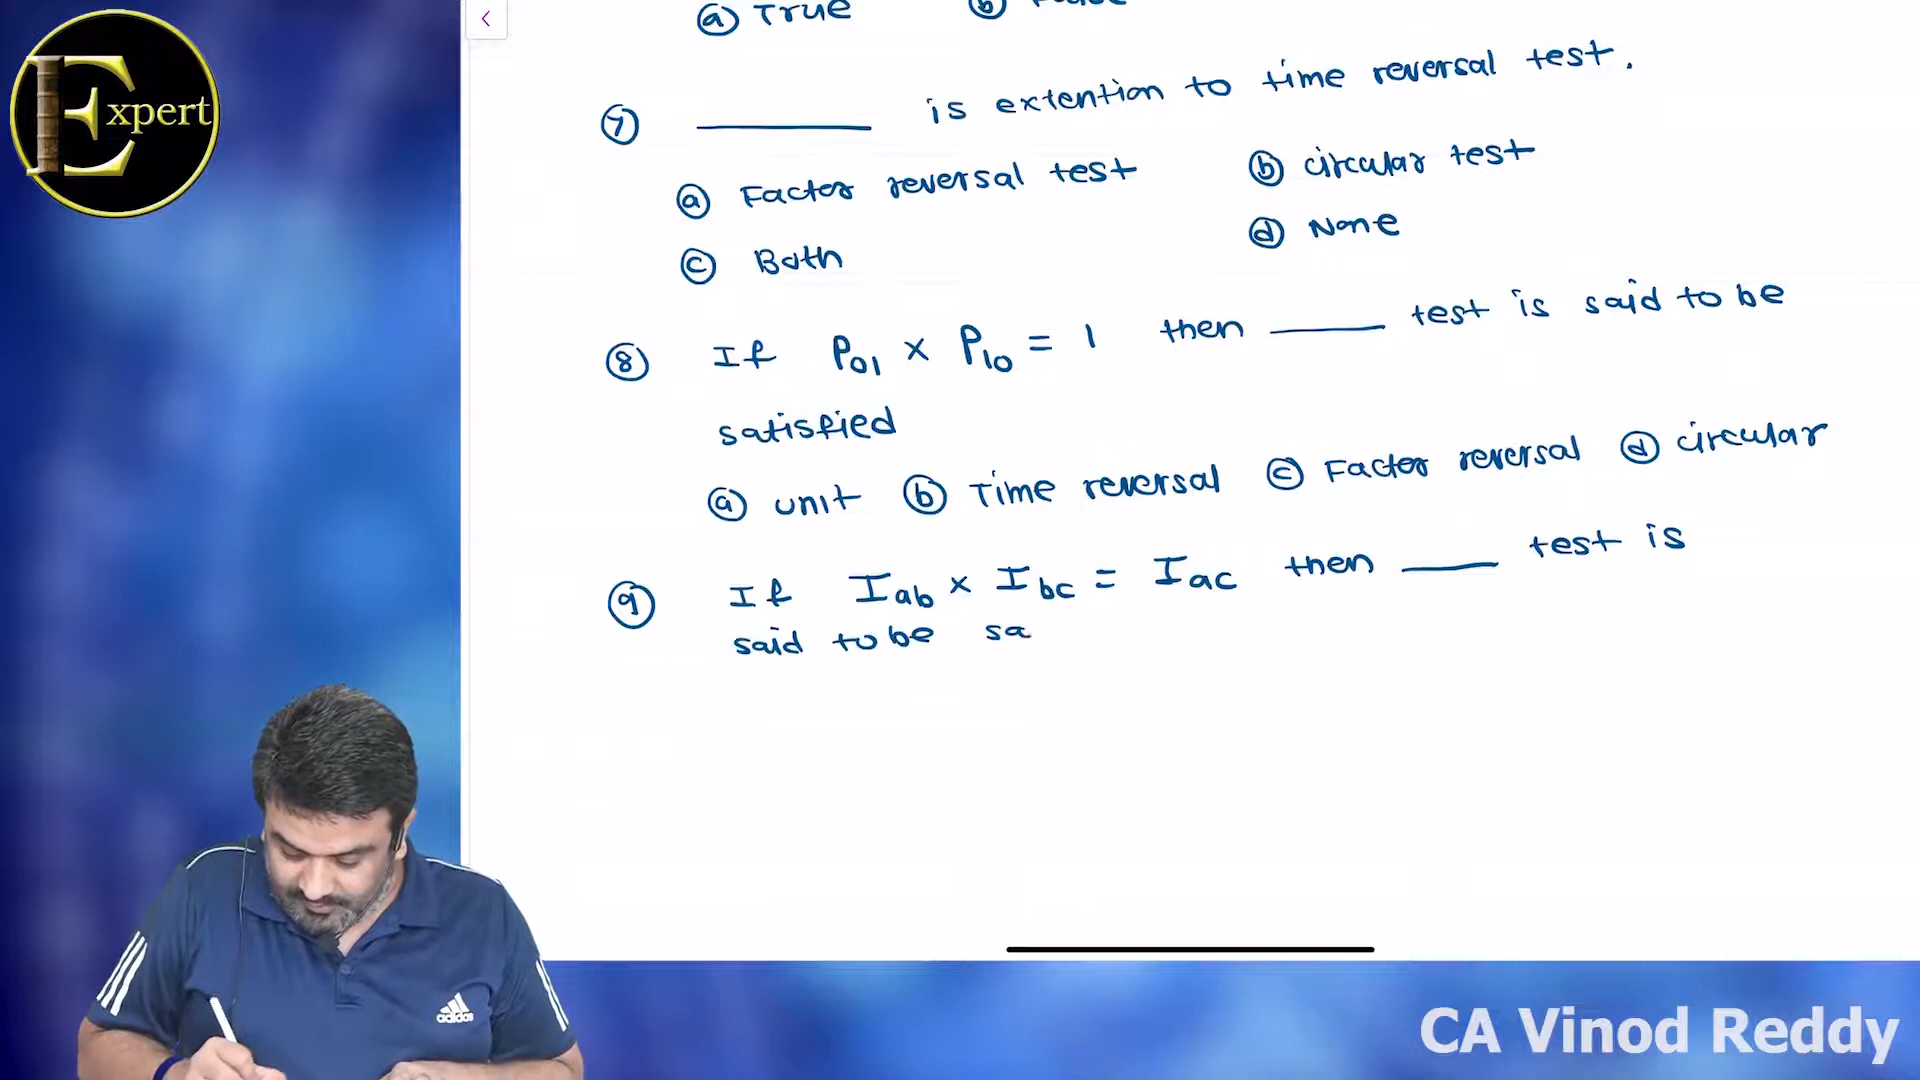 Expert
<
ⓐ True ⓑ
⑦ ______ is extention to time reversal test.
ⓐ Factor reversal test ⓑ circular test
ⓒ Both ⓓ None
⑧ If P01 × P10 = 1 then ____ test is said to be
satisfied
ⓐ unit ⓑ Time reversal ⓒ Factor reversal ⓓ circular
⑨ If Iab × Ibc = Iac then ____ test is
said to be sa
adidas
CA Vinod Reddy